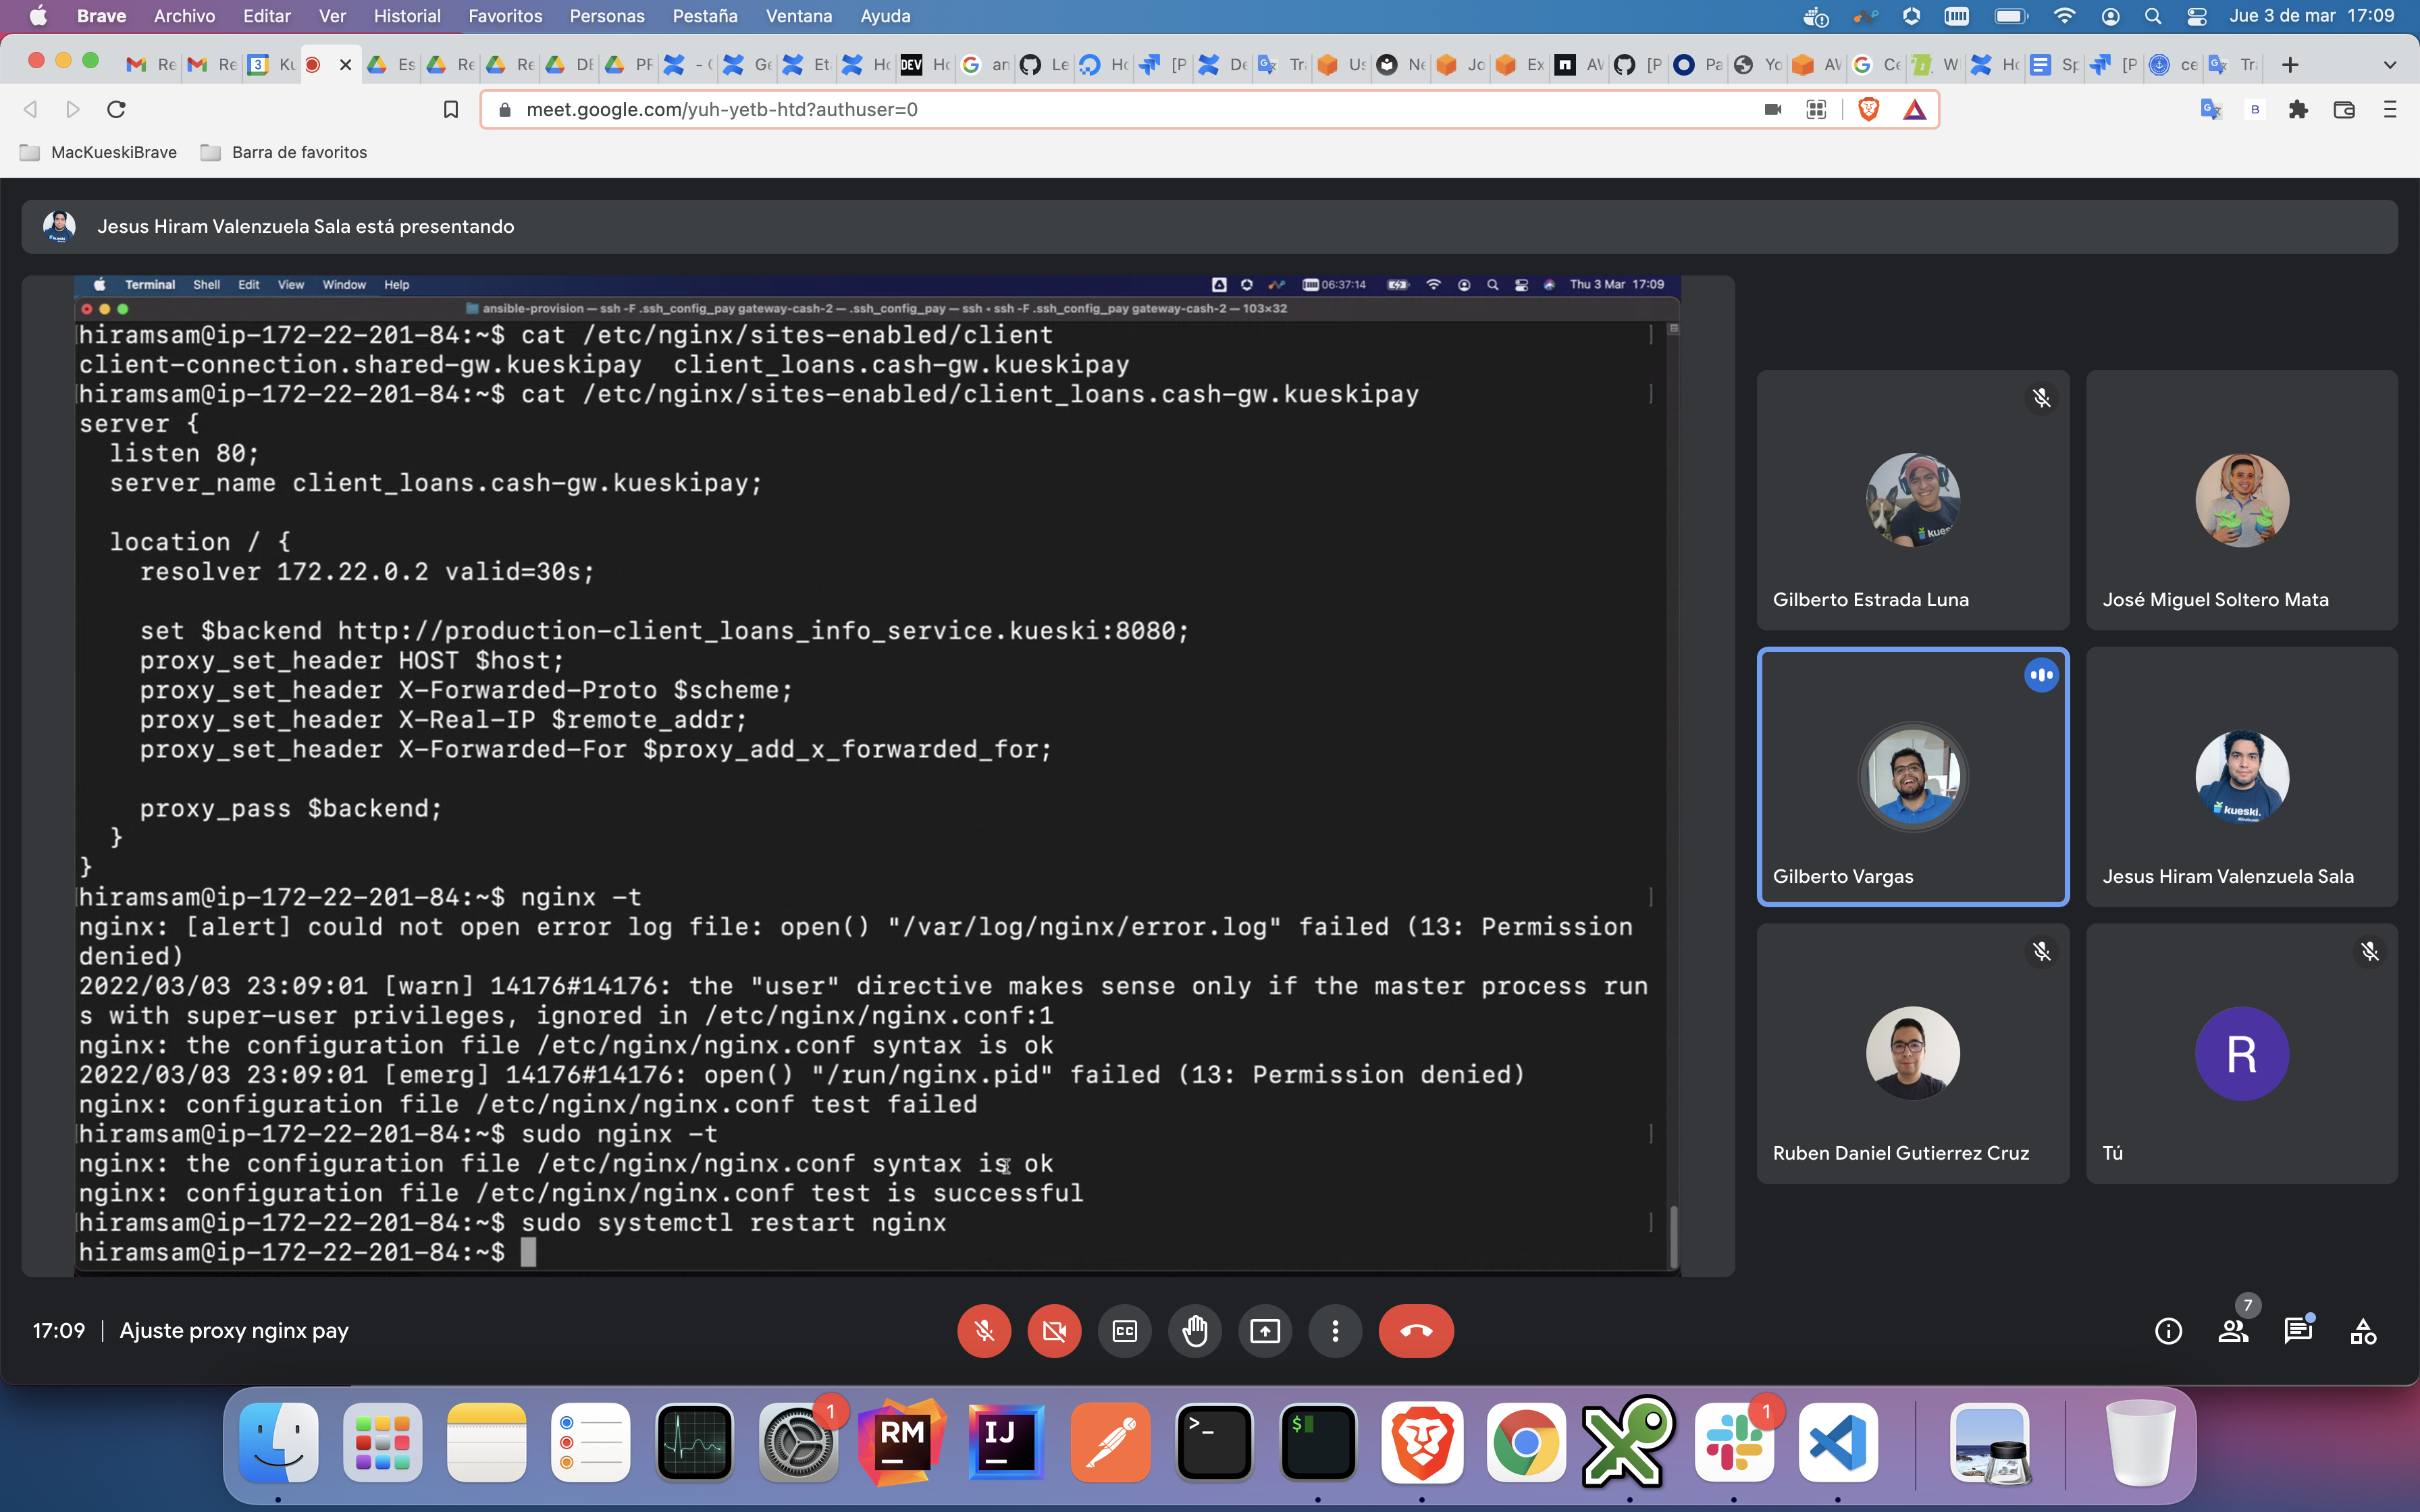 Brave Archivo Editar Ver Historial Favoritos Personas Pestaña Ventana Ayuda
Jue 3 de mar 17:09
Re Re 3 Ku Es Re Re DE PF - ( Ge Et Hc DEV Hc an Le Hc [P De Tr Us Ne Jo Ex AV [P Pa Yo AV Ce W Hc Sp [P ce Tr
meet.google.com/yuh-yetb-htd?authuser=0
B
MacKueskiBrave Barra de favoritos
Jesus Hiram Valenzuela Sala está presentando
Terminal Shell Edit View Window Help
06:37:14 Thu 3 Mar 17:09
ansible-provision — ssh -F .ssh_config_pay gateway-cash-2 — .ssh_config_pay — ssh ◂ ssh -F .ssh_config_pay gateway-cash-2 — 103×32
hiramsam@ip-172-22-201-84:~$ cat /etc/nginx/sites-enabled/client
client-connection.shared-gw.kueskipay client_loans.cash-gw.kueskipay
hiramsam@ip-172-22-201-84:~$ cat /etc/nginx/sites-enabled/client_loans.cash-gw.kueskipay
server {
listen 80;
server_name client_loans.cash-gw.kueskipay;
location / {
resolver 172.22.0.2 valid=30s;
set $backend http://production-client_loans_info_service.kueski:8080;
proxy_set_header HOST $host;
proxy_set_header X-Forwarded-Proto $scheme;
proxy_set_header X-Real-IP $remote_addr;
proxy_set_header X-Forwarded-For $proxy_add_x_forwarded_for;
proxy_pass $backend;
}
}
hiramsam@ip-172-22-201-84:~$ nginx -t
nginx: [alert] could not open error log file: open() "/var/log/nginx/error.log" failed (13: Permission
denied)
2022/03/03 23:09:01 [warn] 14176#14176: the "user" directive makes sense only if the master process run
s with super-user privileges, ignored in /etc/nginx/nginx.conf:1
nginx: the configuration file /etc/nginx/nginx.conf syntax is ok
2022/03/03 23:09:01 [emerg] 14176#14176: open() "/run/nginx.pid" failed (13: Permission denied)
nginx: configuration file /etc/nginx/nginx.conf test failed
hiramsam@ip-172-22-201-84:~$ sudo nginx -t
nginx: the configuration file /etc/nginx/nginx.conf syntax is ok
nginx: configuration file /etc/nginx/nginx.conf test is successful
hiramsam@ip-172-22-201-84:~$ sudo systemctl restart nginx
hiramsam@ip-172-22-201-84:~$
Gilberto Estrada Luna
José Miguel Soltero Mata
Gilberto Vargas
kueski.
Jesus Hiram Valenzuela Sala
Ruben Daniel Gutierrez Cruz
R
Tú
17:09 | Ajuste proxy nginx pay
CC
7
1
RM
IJ
>_
$
1